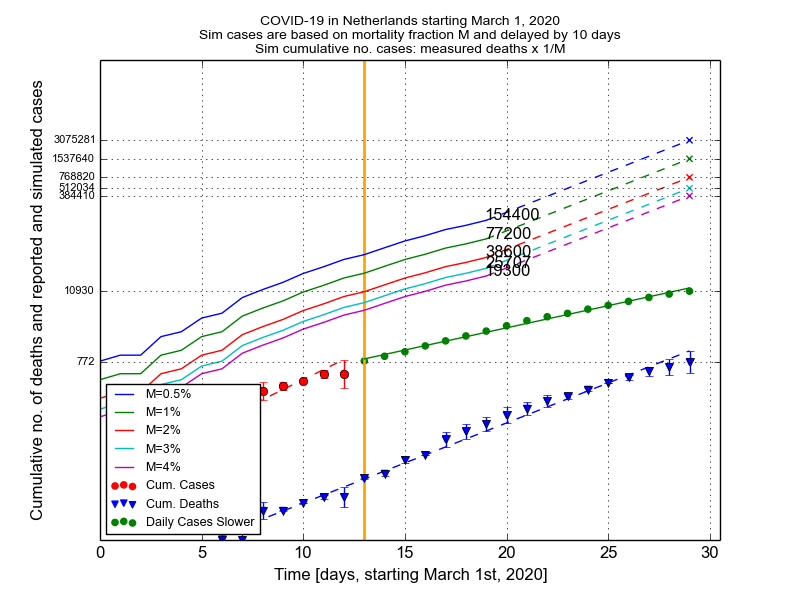 COVID-19 in Netherlands starting March 1, 2020
Sim cases are based on mortality fraction M and delayed by 10 days
Sim cumulative no. cases: measured deaths x 1/M
Cumulative no. of deaths and reported and simulated cases
3075281
1537640
768820
512034
384410
10930
772
154400
77200
38600
25707
19300
M=0.5%
M=1%
M=2%
M=3%
M=4%
Cum. Cases
Cum. Deaths
Daily Cases Slower
0 5 10 15 20 25 30
Time [days, starting March 1st, 2020]